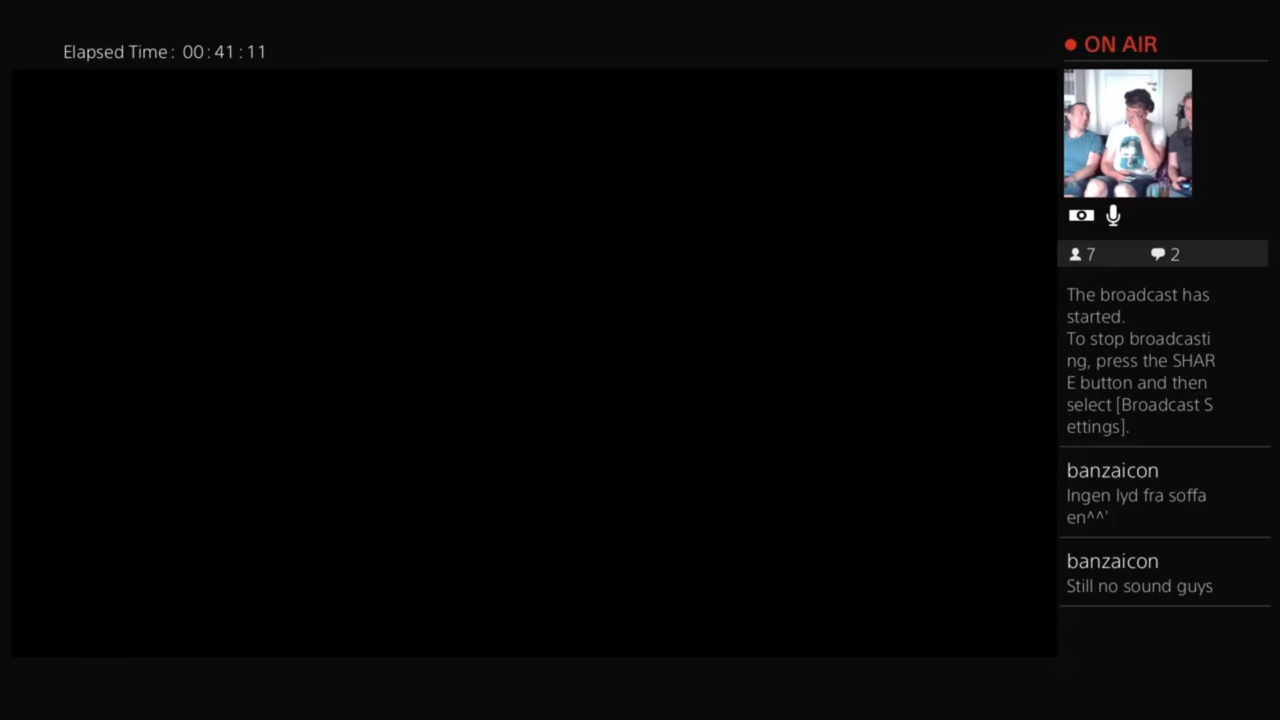 Elapsed Time: 00:41:11
ON AIR
7 2
The broadcast has
started.
To stop broadcasti
ng, press the SHAR
E button and then
select [Broadcast S
ettings].
banzaicon
Ingen lyd fra soffa
en^^'
banzaicon
Still no sound guys